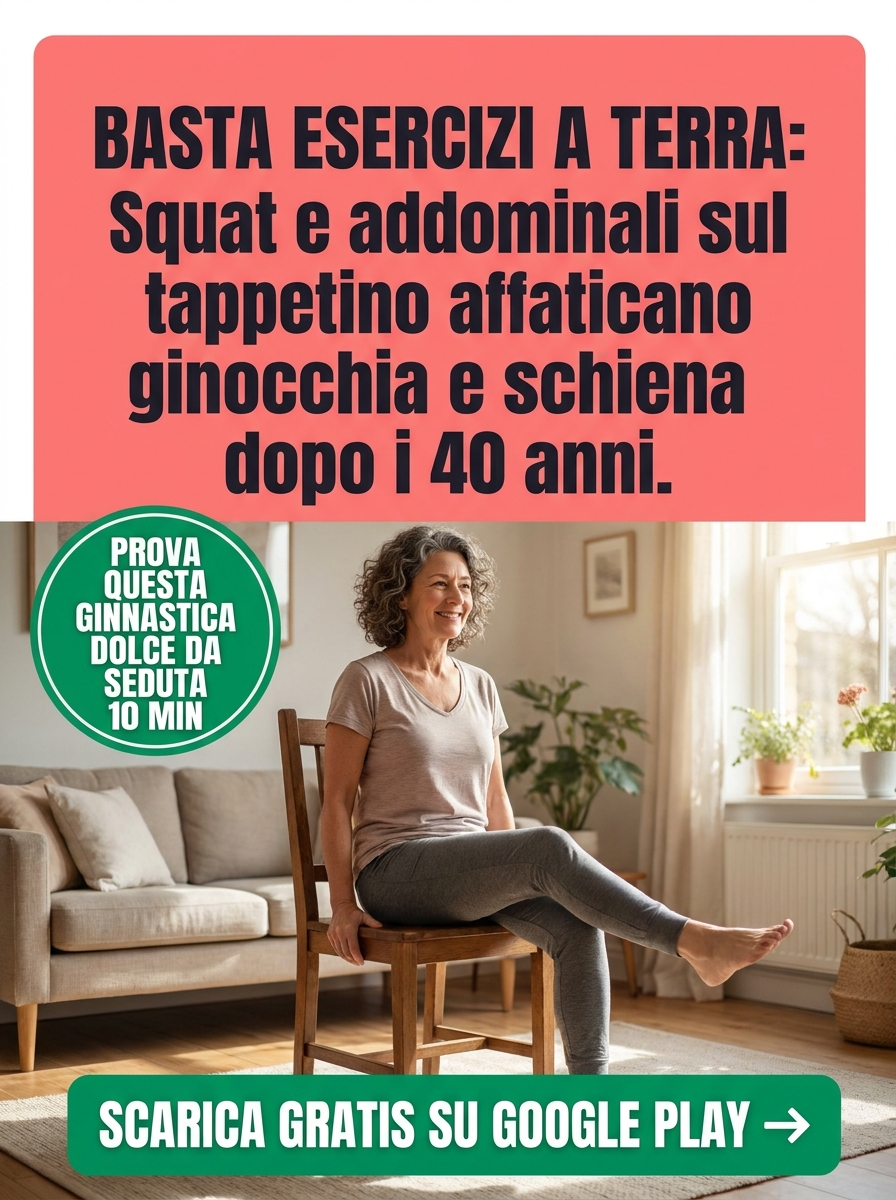 BASTA ESERCIZI A TERRA:
Squat e addominali sul
tappetino affaticano
ginocchia e schiena
dopo i 40 anni.
PROVA
QUESTA
GINNASTICA
DOLCE DA
SEDUTA
10 MIN
SCARICA GRATIS SU GOOGLE PLAY →